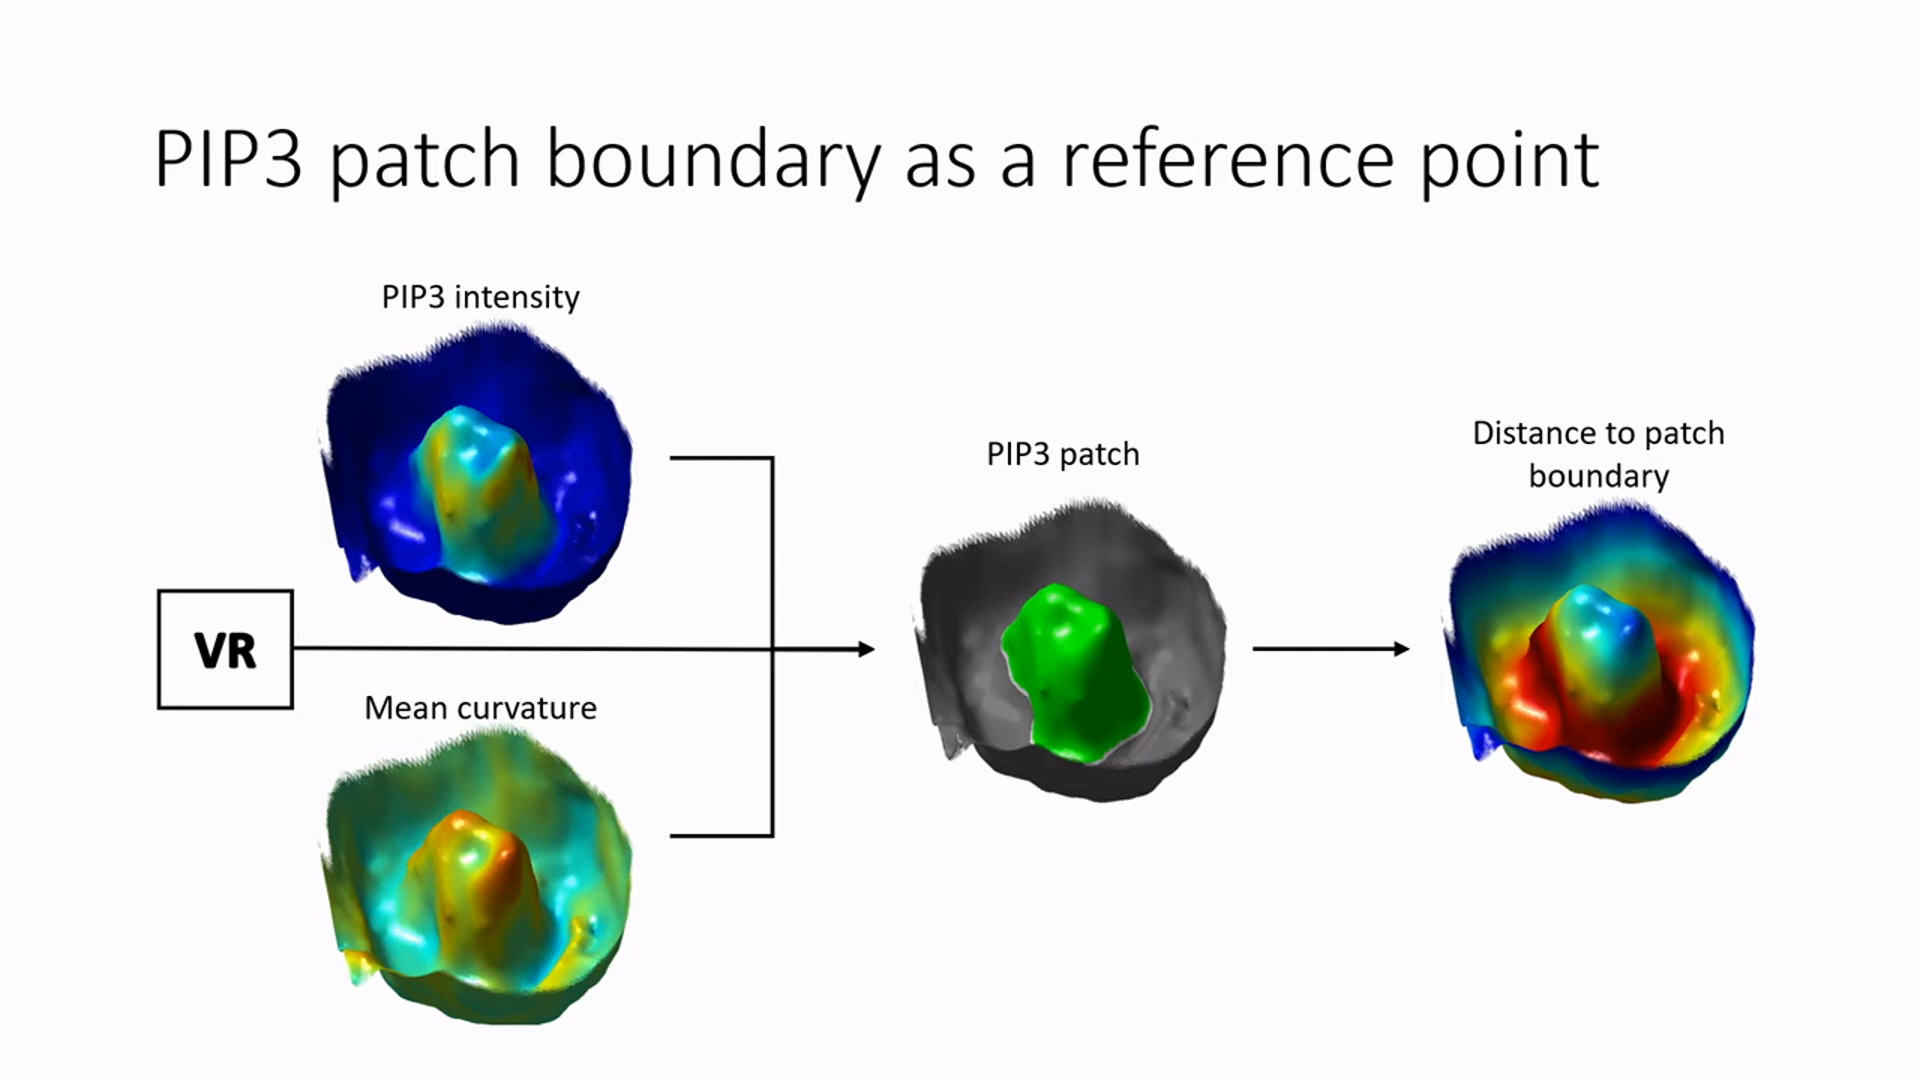 PIP3 patch boundary as a reference point
PIP3 intensity
VR
Mean curvature
PIP3 patch
Distance to patch
boundary